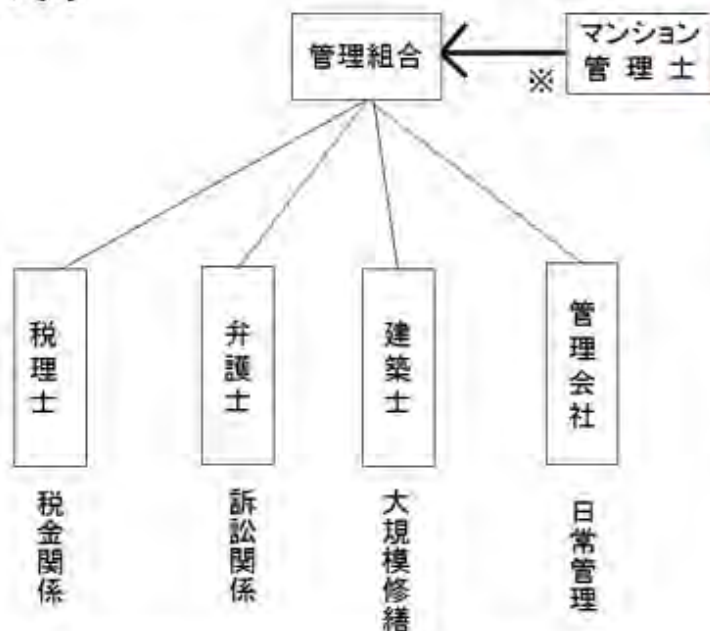 管理組合
マンション
管理士
※
税理士
弁護士
建築士
管理会社
税金関係
訴訟関係
大規模修繕
日常管理